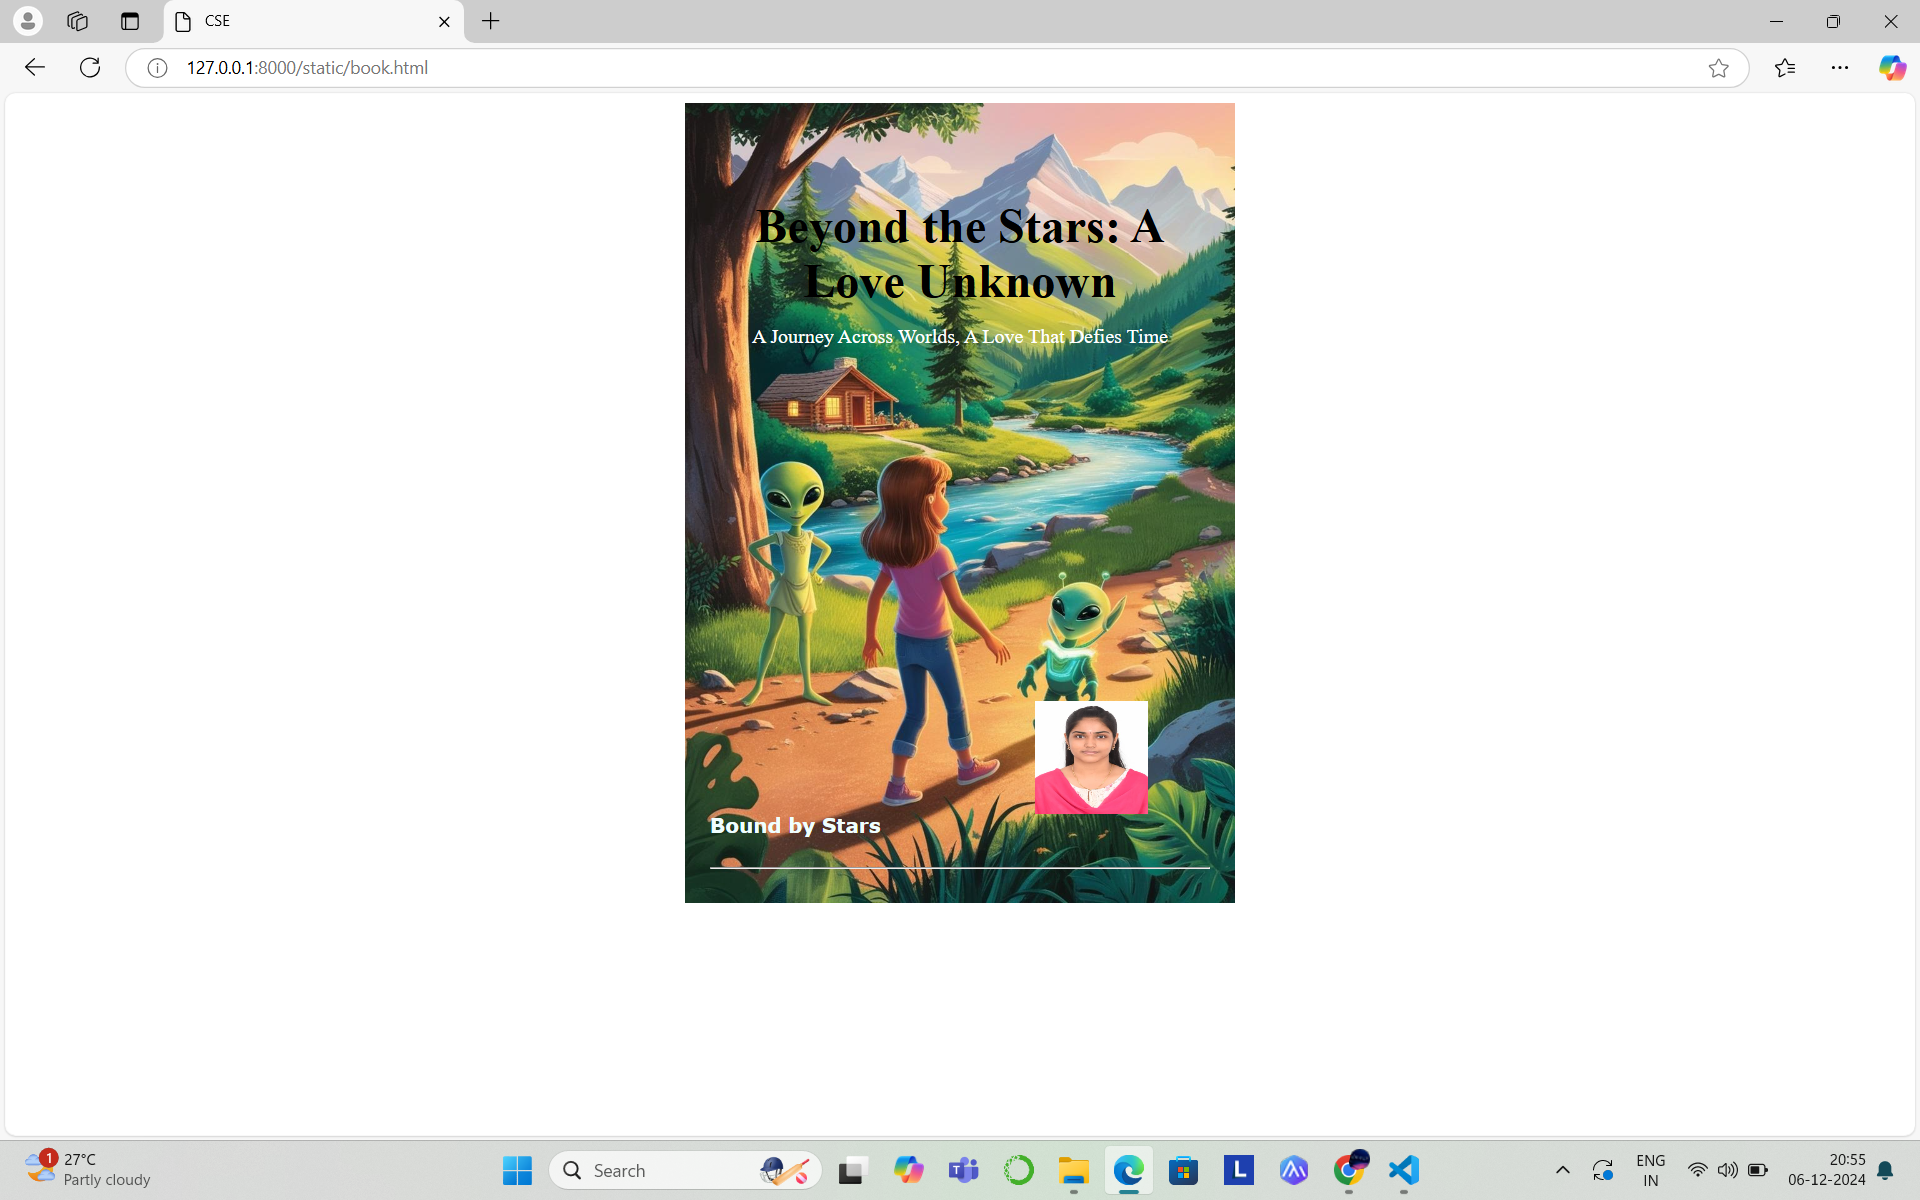 CSE
127.0.0.1:8000/static/book.html
Beyond the Stars: A
Love Unknown
A Journey Across Worlds, A Love That Defies Time
Bound by Stars
1
27°C
Partly cloudy
Search
L
ENG
IN
20:55
06-12-2024